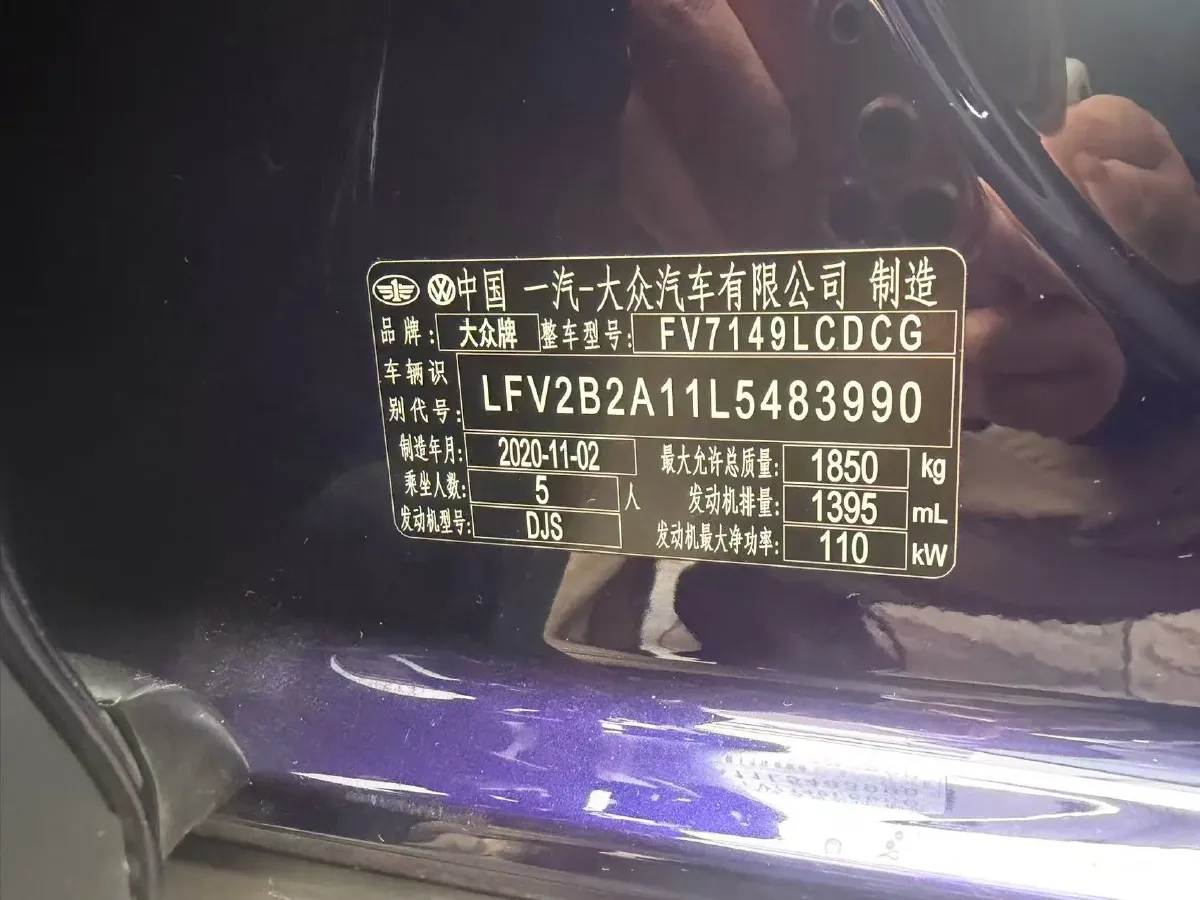 中国 一汽-大众汽车有限公司 制造
品牌: 大众牌 整车型号: FV7149LCDCG
车辆识别代号: LFV2B2A11L5483990
制造年月: 2020-11-02 最大允许总质量: 1850 kg
乘坐人数: 5 人 发动机排量: 1395 mL
发动机型号: DJS 发动机最大净功率: 110 kW